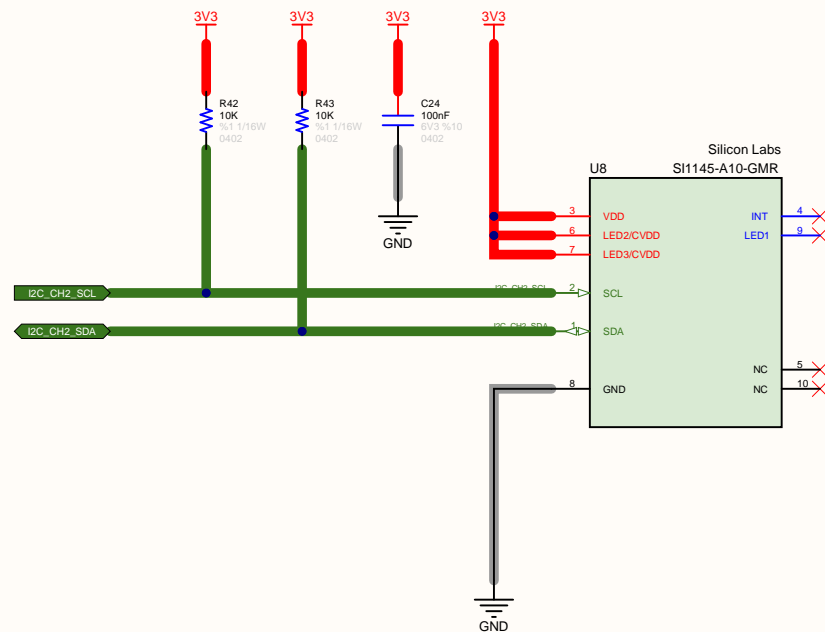 3V3
3V3
3V3
3V3
R42
10K
%1 1/16W
0402
R43
10K
%1 1/16W
0402
C24
100nF
6V3 %10
0402
GND
Silicon Labs
U8
SI1145-A10-GMR
3
VDD
6
LED2/CVDD
7
LED3/CVDD
INT
4
LED1
9
I2C_CH2_SCL
I2C_CH2_SCL
2
SCL
I2C_CH2_SDA
I2C_CH2_SDA
1
SDA
NC
5
8
GND
NC
10
GND